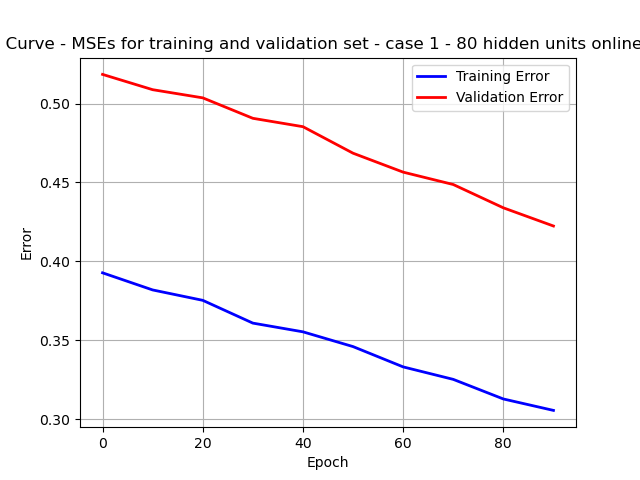 Curve - MSEs for training and validation set - case 1 - 80 hidden units online
Training Error
Validation Error
0.50
0.45
0.40
0.35
0.30
Error
0 20 40 60 80
Epoch